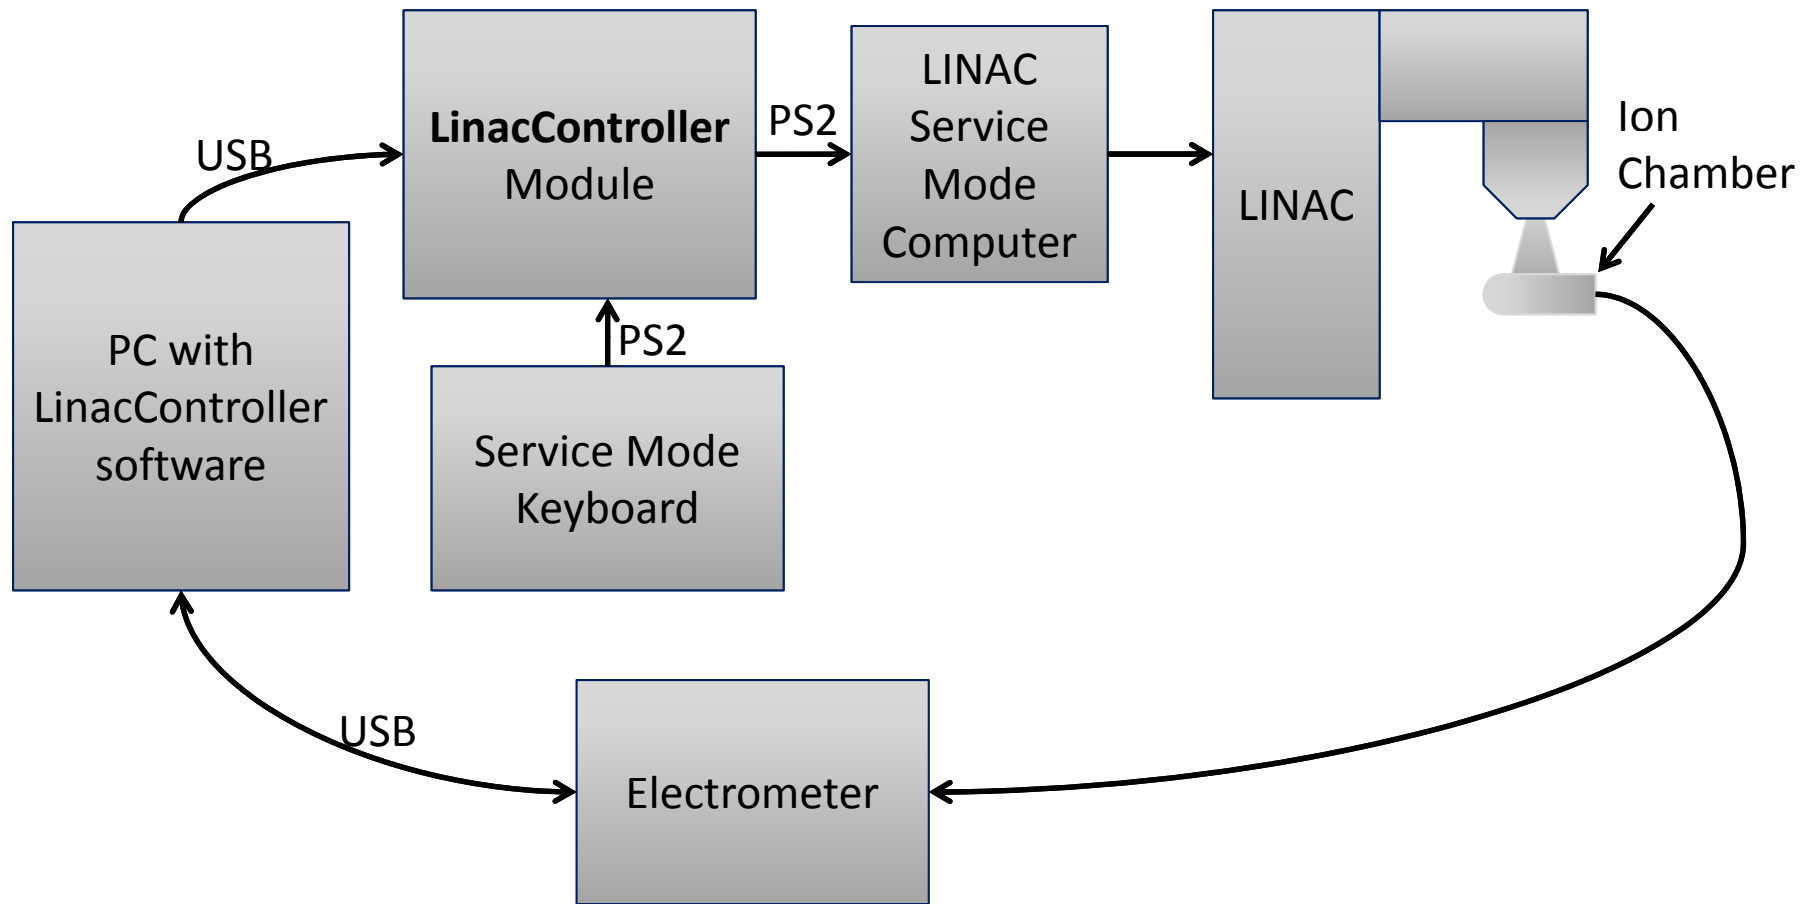 USB
LinacController
Module
PS2
LINAC
Service
Mode
Computer
LINAC
Ion
Chamber
PC with
LinacController
software
PS2
Service Mode
Keyboard
USB
Electrometer